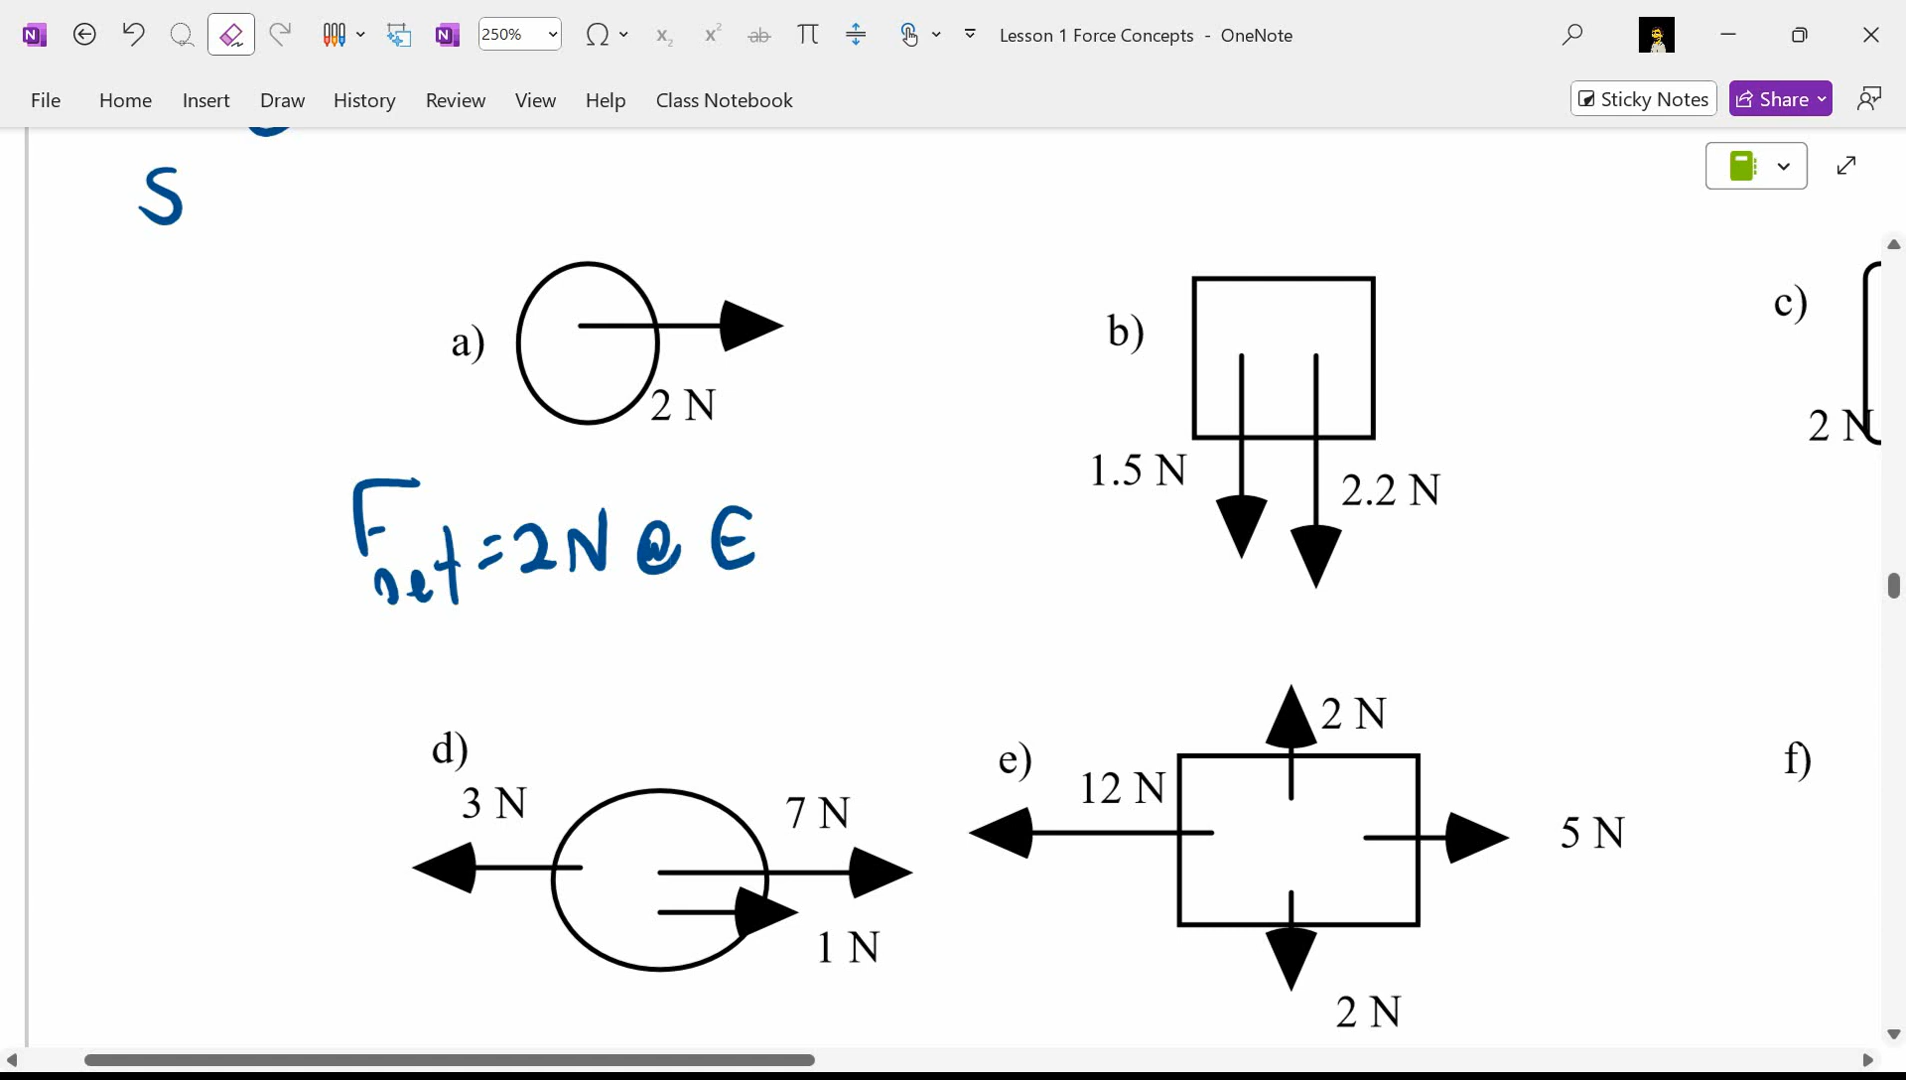 250%
Lesson 1 Force Concepts - OneNote
File Home Insert Draw History Review View Help Class Notebook
Sticky Notes
Share
S
a)
2 N
b)
1.5 N
2.2 N
c)
2 N
F net = 2N @ E
d)
3 N
7 N
1 N
e)
2 N
12 N
5 N
2 N
f)